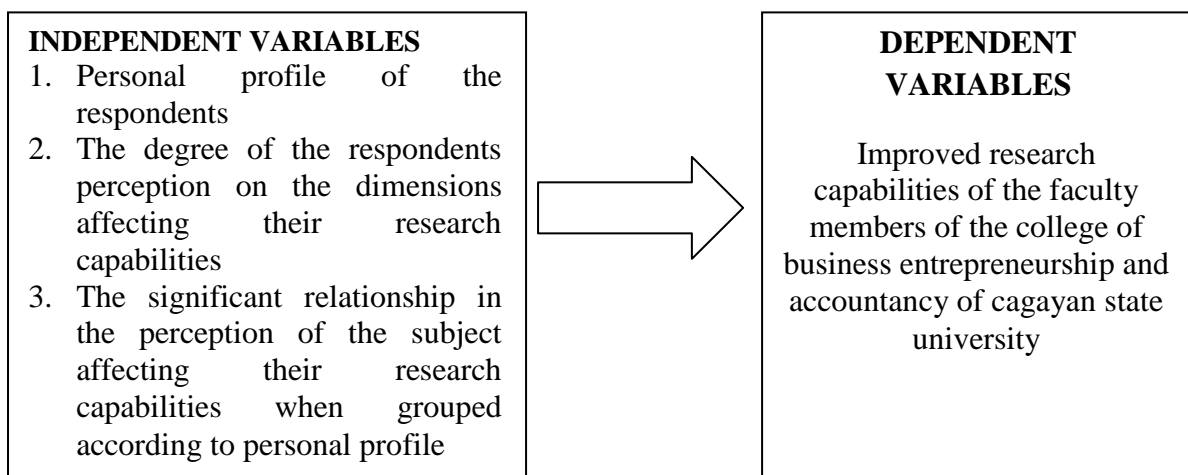 INDEPENDENT VARIABLES
1. Personal profile of the
respondents
2. The degree of the respondents
perception on the dimensions
affecting their research
capabilities
3. The significant relationship in
the perception of the subject
affecting their research
capabilities when grouped
according to personal profile
DEPENDENT
VARIABLES
Improved research
capabilities of the faculty
members of the college of
business entrepreneurship and
accountancy of cagayan state
university